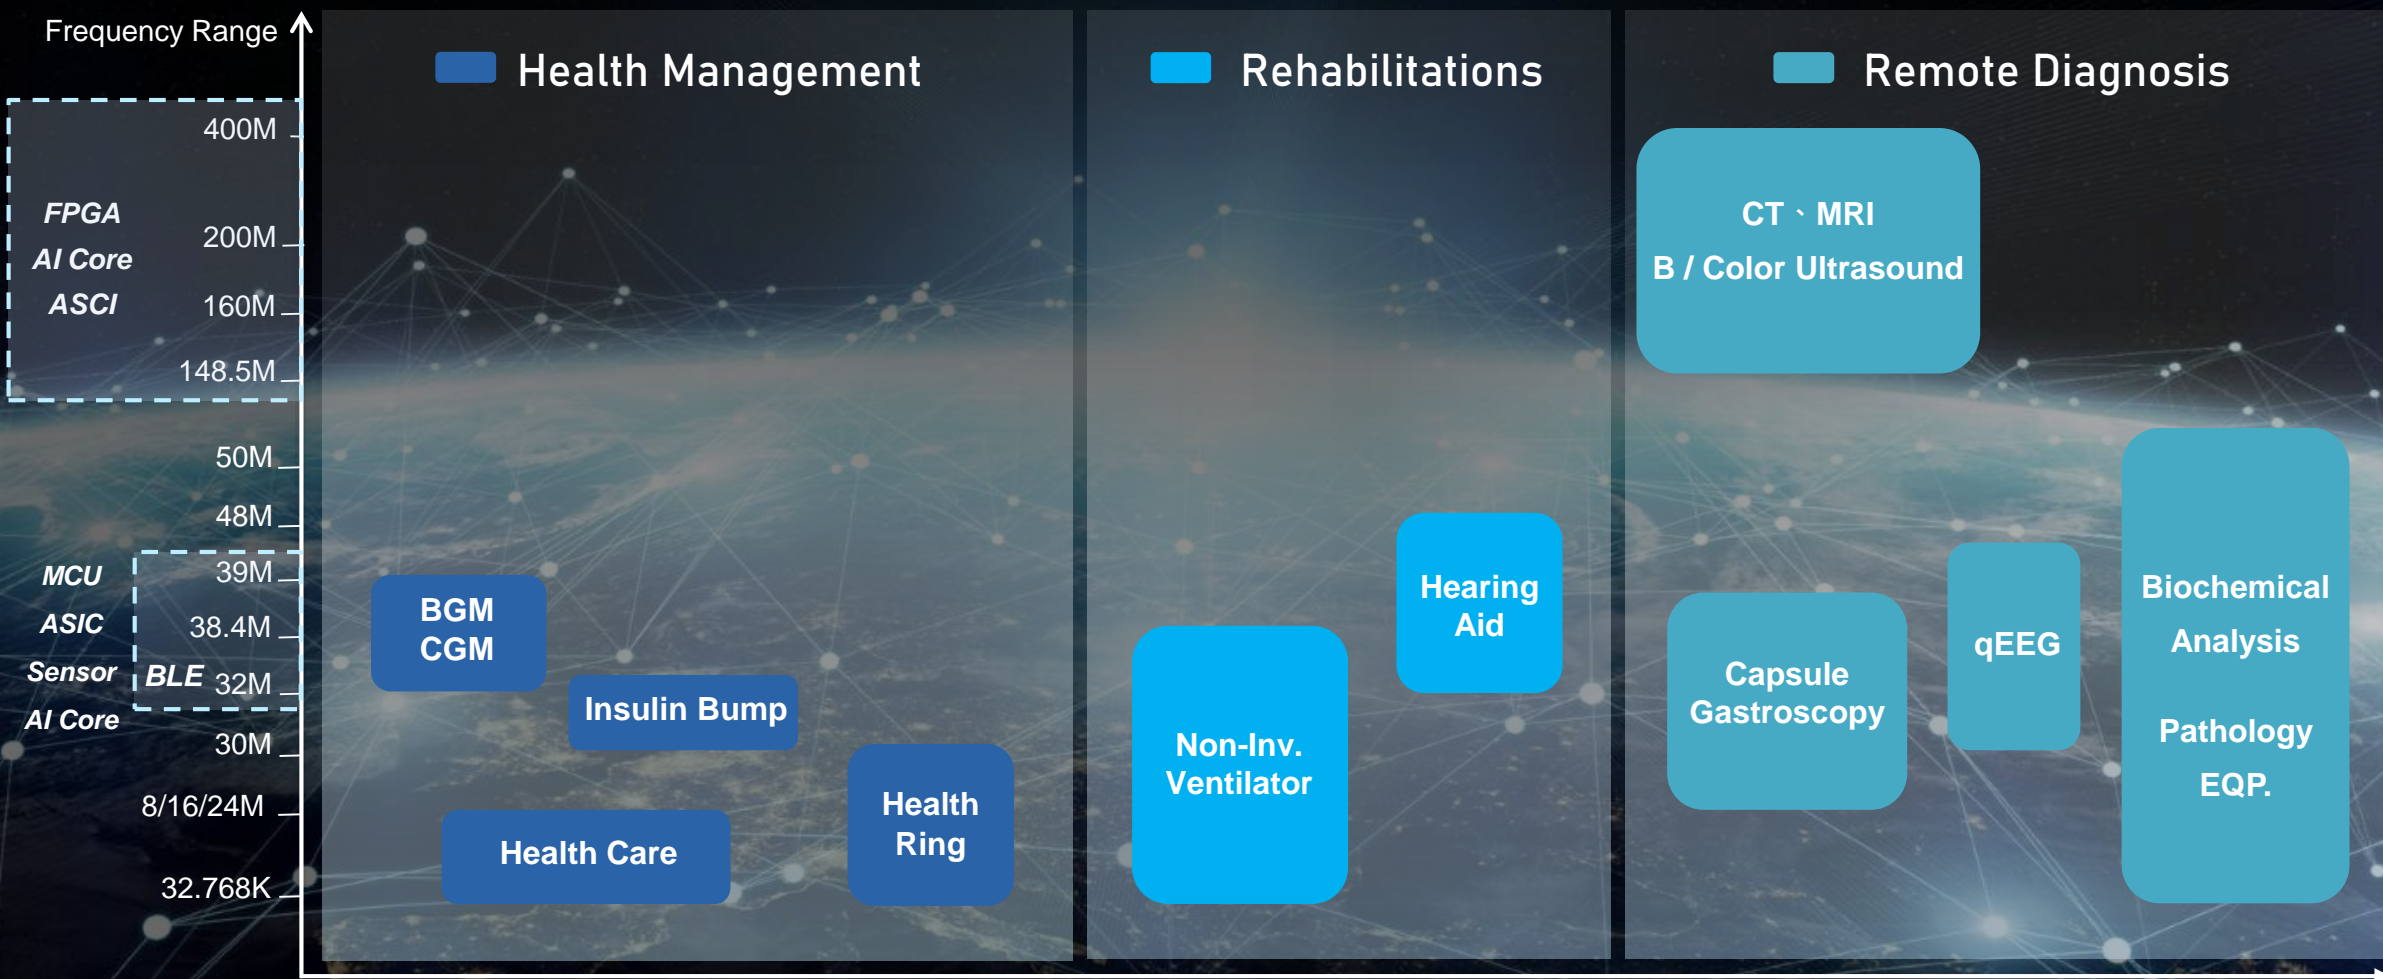 Frequency Range
Health Management
Rehabilitations
Remote Diagnosis
400M
200M
160M
148.5M
50M
48M
39M
38.4M
32M
30M
8/16/24M
32.768K
FPGA
AI Core
ASCI
MCU
ASIC
Sensor
AI Core
BLE
BGM
CGM
Insulin Bump
Health Care
Health
Ring
Non-Inv.
Ventilator
Hearing
Aid
CT、MRI
B / Color Ultrasound
Capsule
Gastroscopy
qEEG
Biochemical
Analysis
Pathology
EQP.